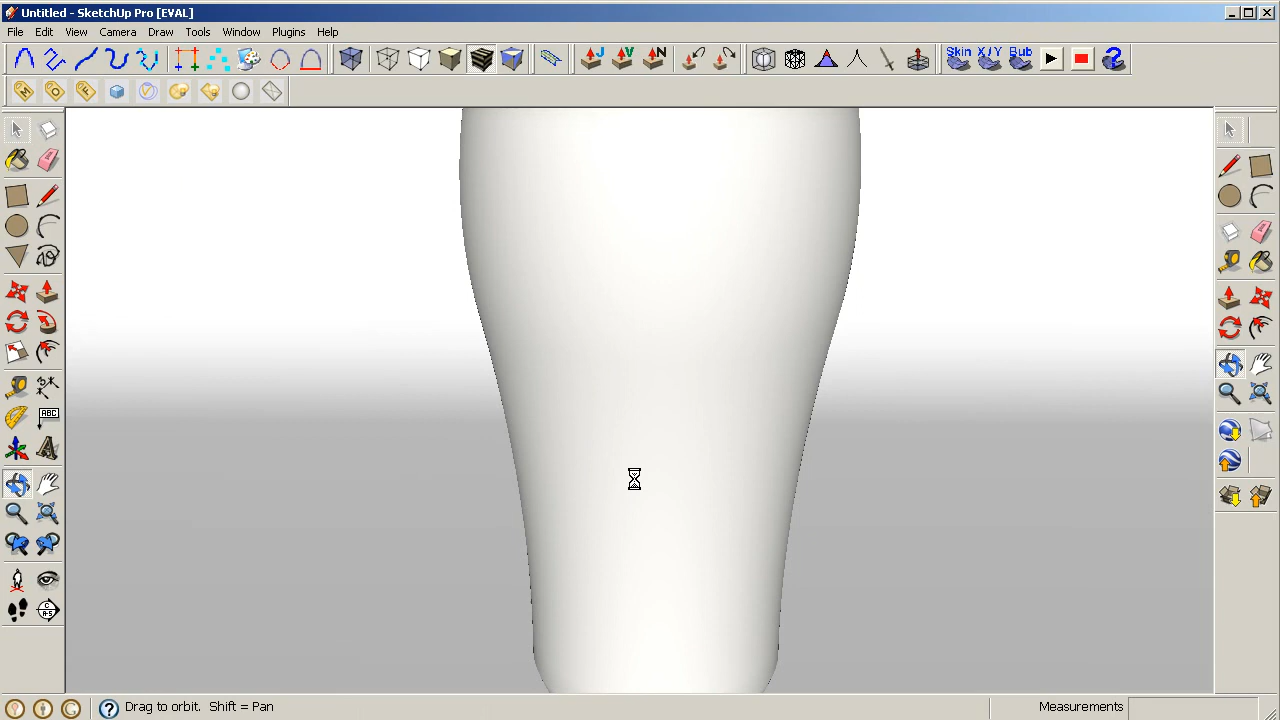 Untitled - SketchUp Pro [EVAL]
File Edit View Camera Draw Tools Window Plugins Help
J V N Skin X/Y Bub ?
M O F
ABC
C
A-5
? Drag to orbit. Shift = Pan Measurements